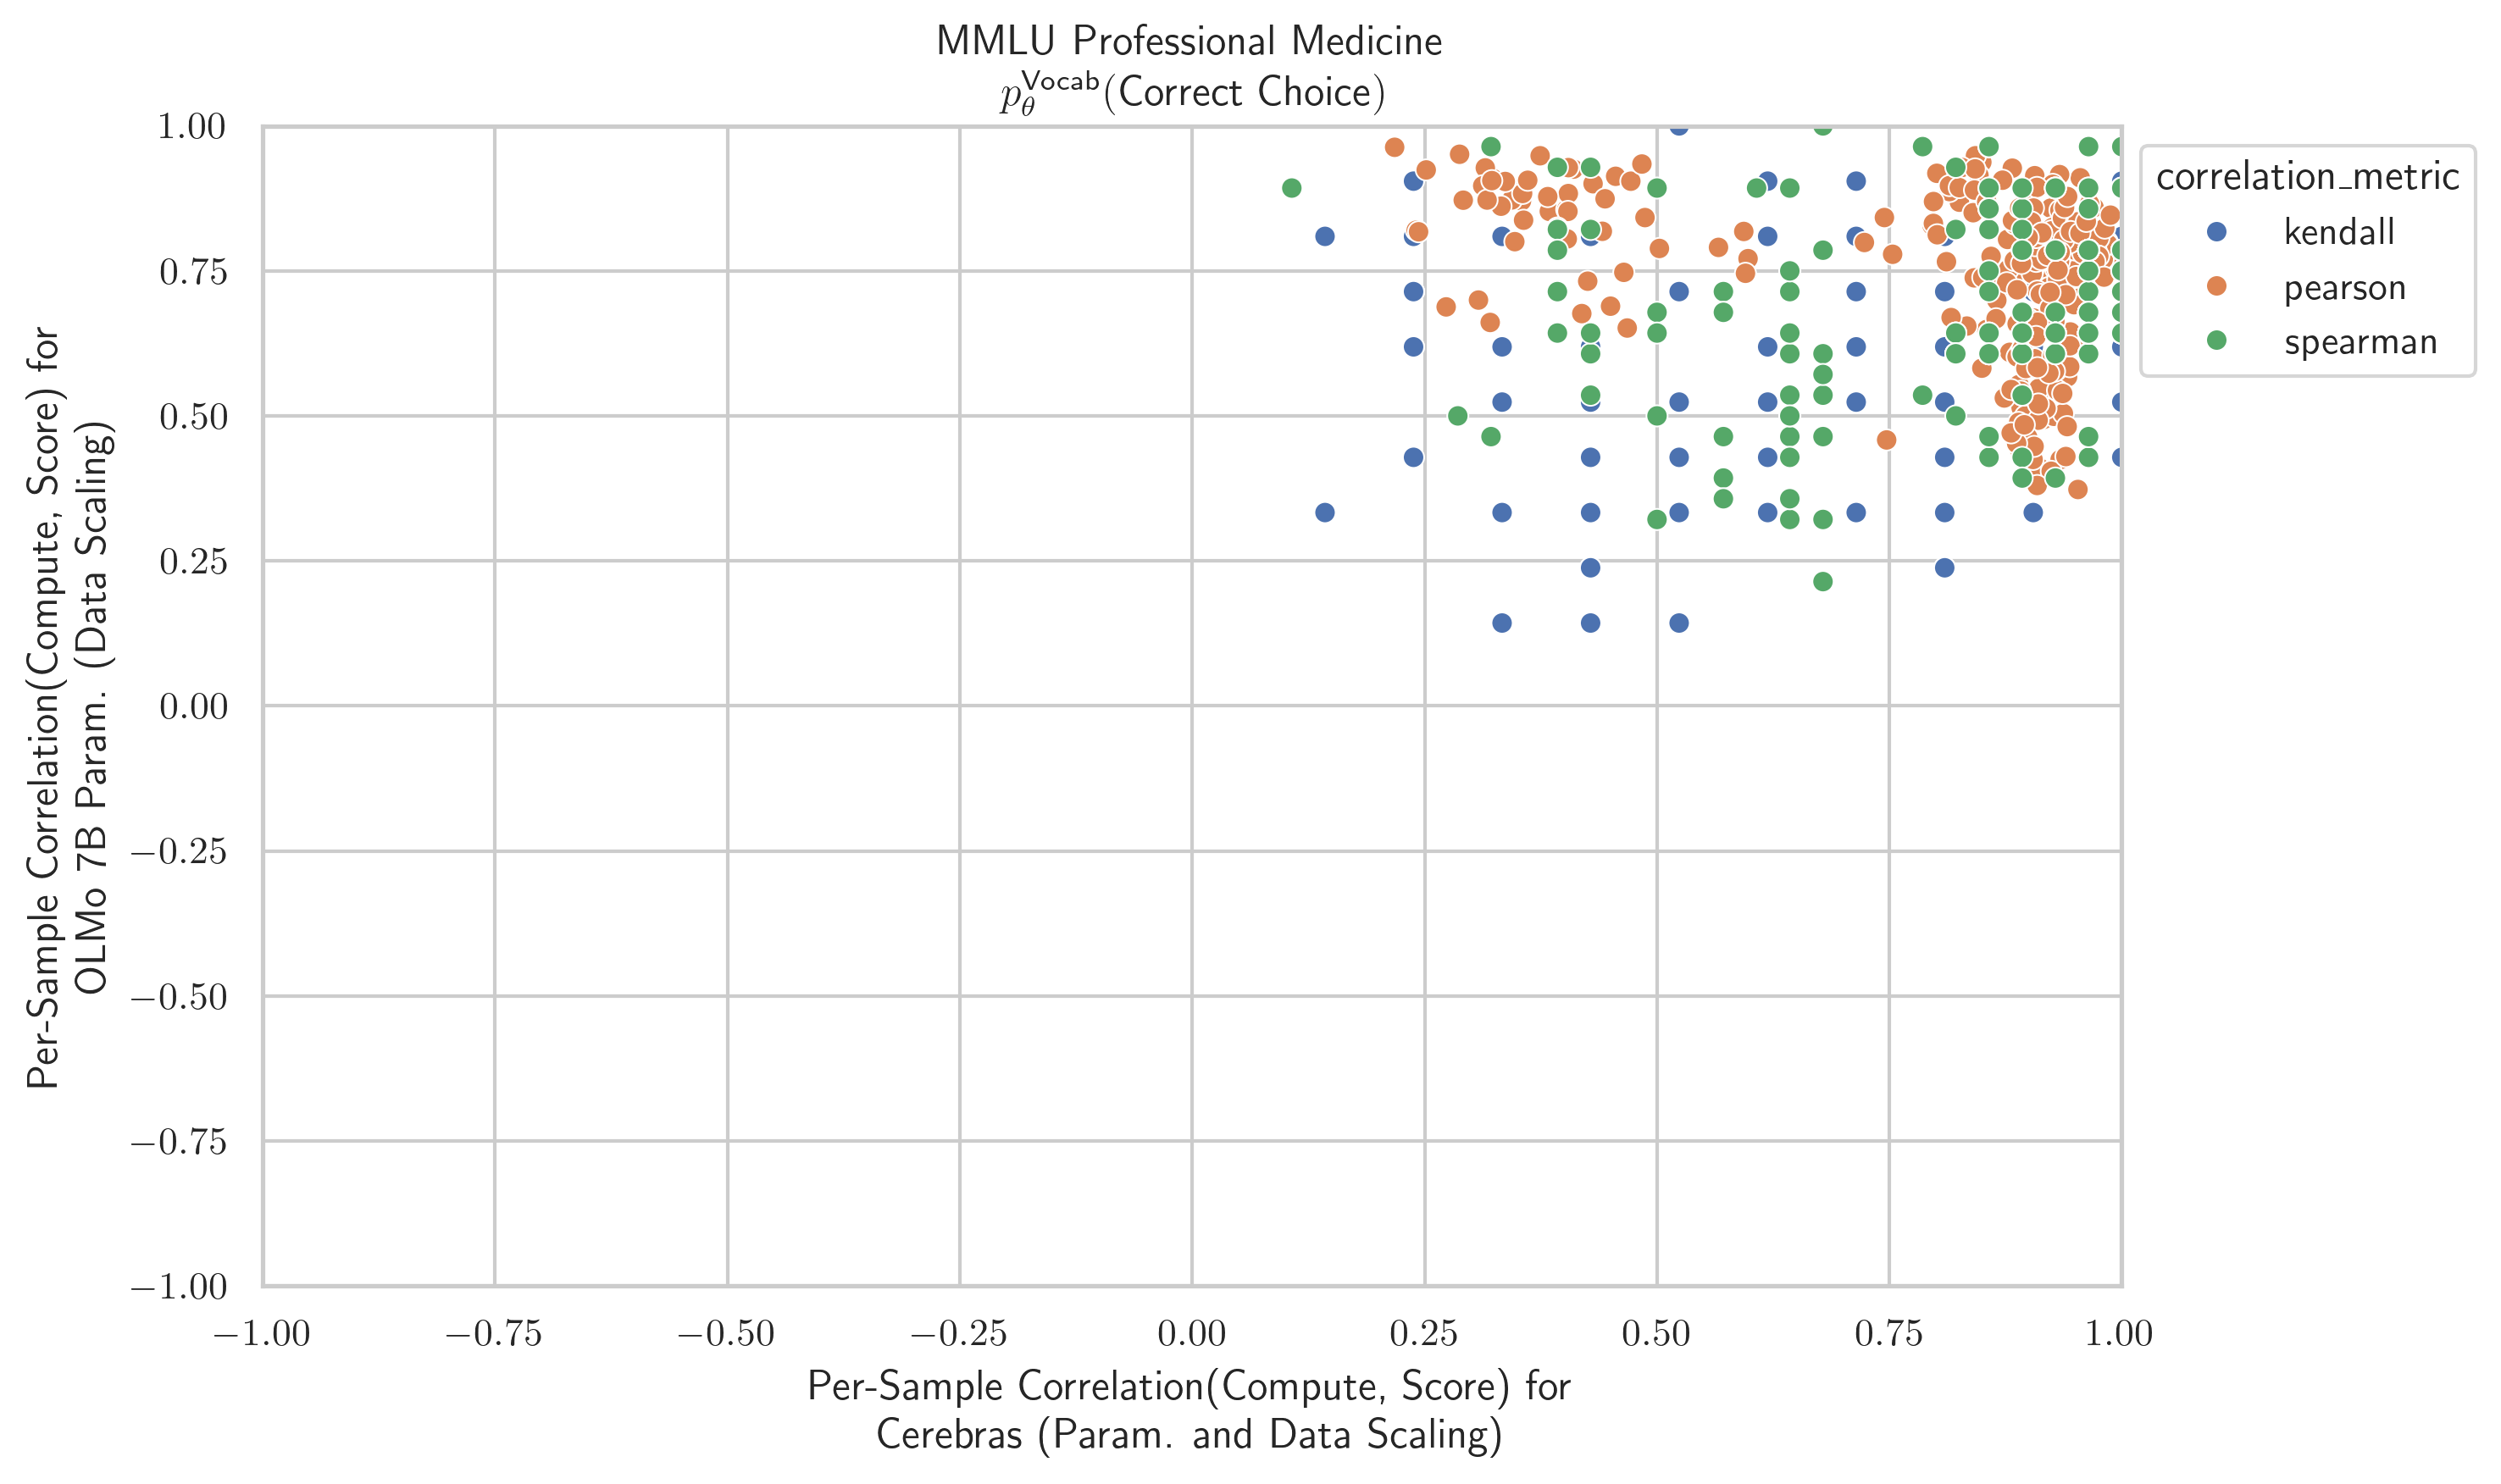 MMLU Professional Medicine
p_θ^Vocab(Correct Choice)
1.00
0.75
0.50
0.25
0.00
−0.25
−0.50
−0.75
−1.00
Per-Sample Correlation(Compute, Score) for
OLMo 7B Param. (Data Scaling)
correlation_metric
kendall
pearson
spearman
−1.00
−0.75
−0.50
−0.25
0.00
0.25
0.50
0.75
1.00
Per-Sample Correlation(Compute, Score) for
Cerebras (Param. and Data Scaling)